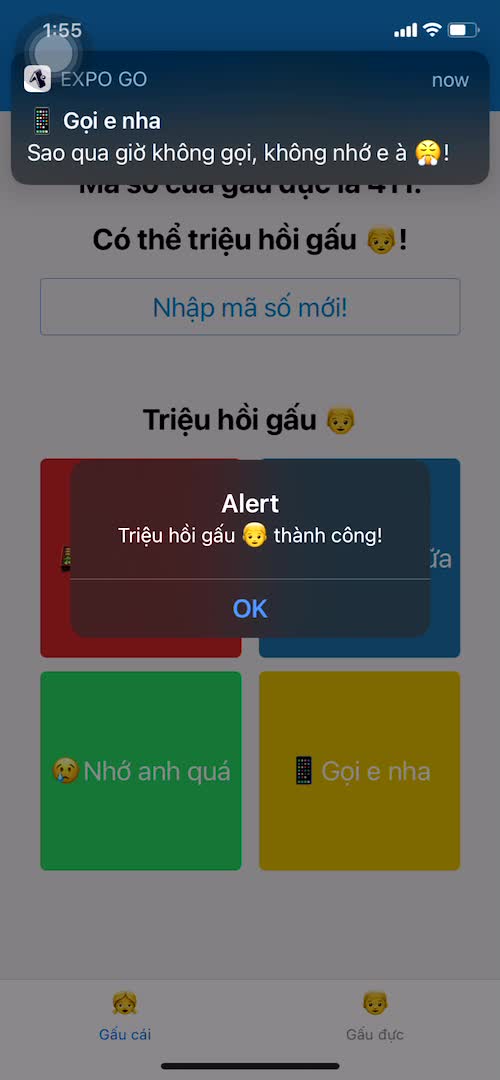 1:55
EXPO GO
now
📱 Gọi e nha
Sao qua giờ không gọi, không nhớ e à 😤!
Mã số của gấu đực là 411.
Có thể triệu hồi gấu 👨!
Nhập mã số mới!
Triệu hồi gấu 👨
Alert
Triệu hồi gấu 👨 thành công!
OK
😢Nhớ anh quá
📱Gọi e nha
Gấu cái
Gấu đực